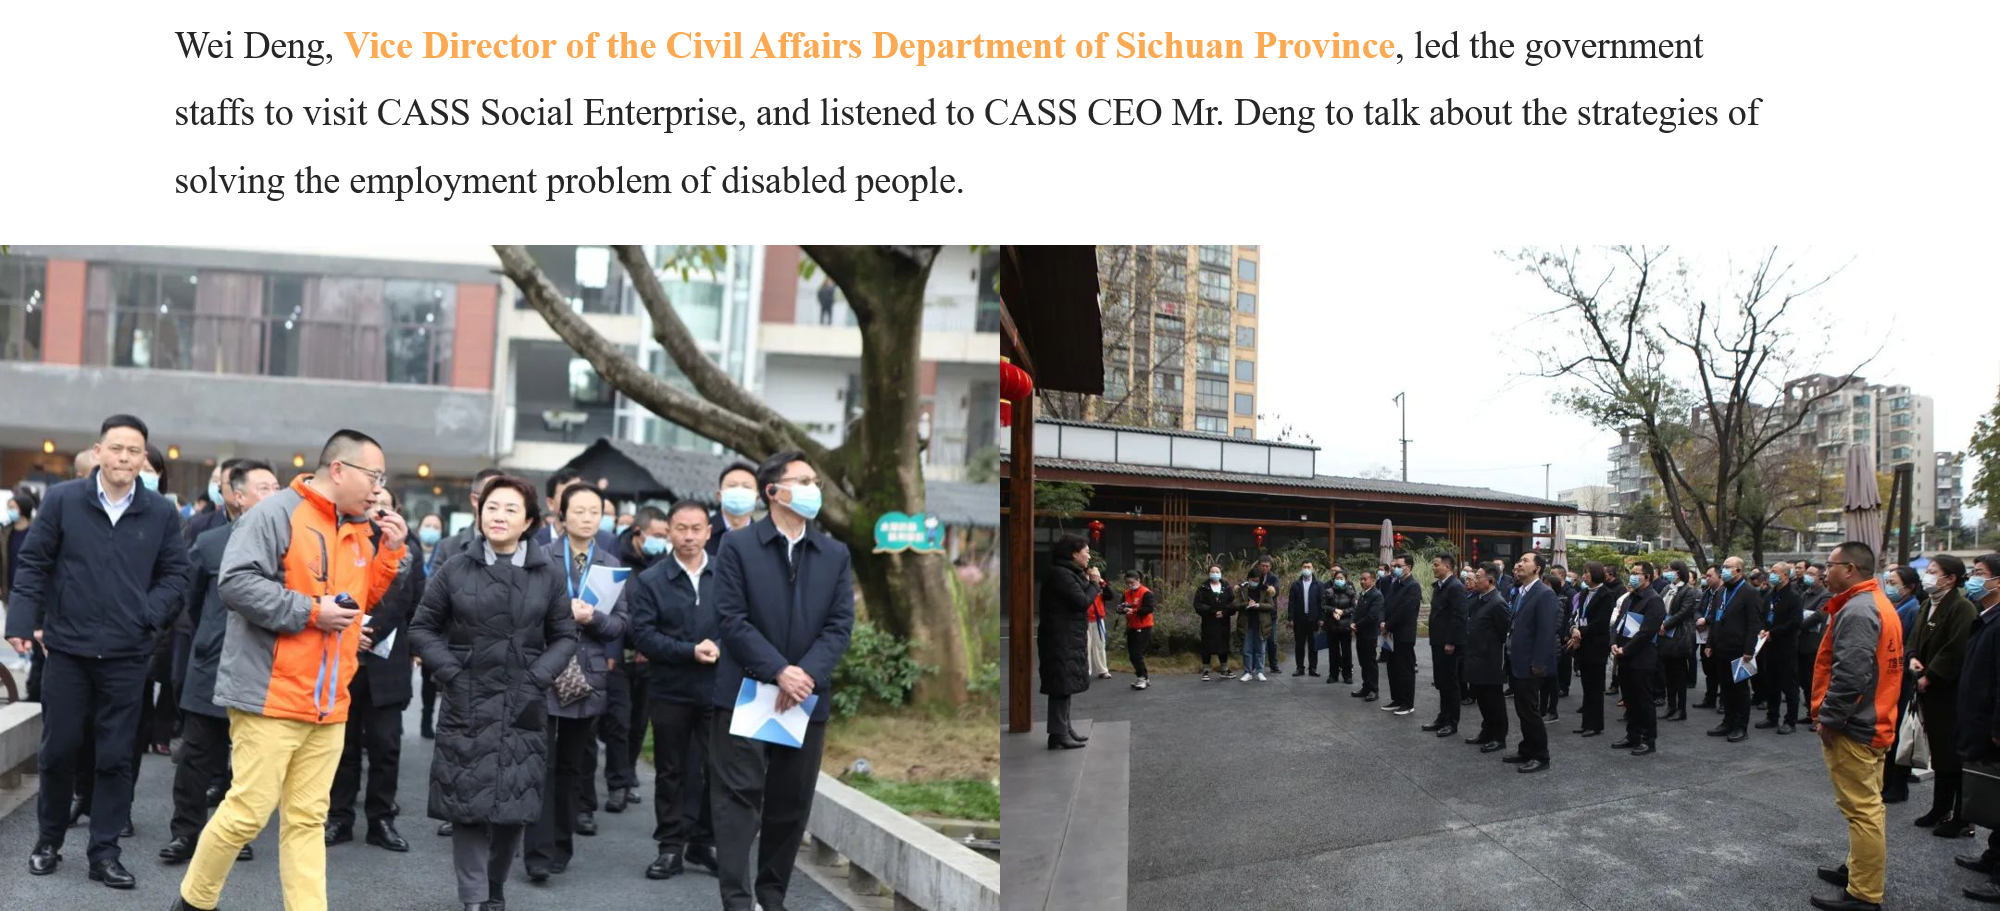 Wei Deng, Vice Director of the Civil Affairs Department of Sichuan Province, led the government
staffs to visit CASS Social Enterprise, and listened to CASS CEO Mr. Deng to talk about the strategies of
solving the employment problem of disabled people.